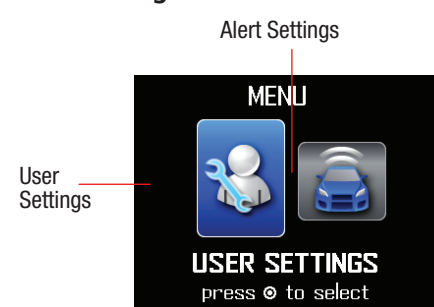 Alert Settings
MENU
User
Settings
USER SETTINGS
press ⊙ to select